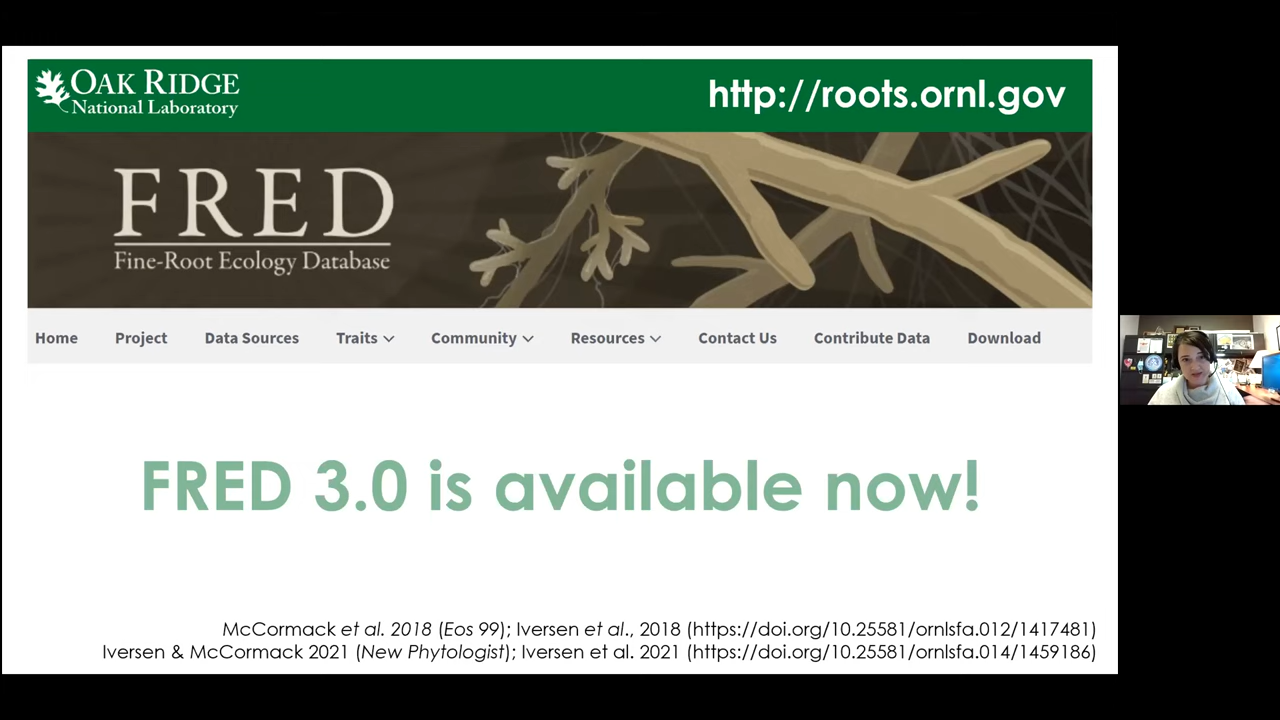 OAK RIDGE
National Laboratory
http://roots.ornl.gov
FRED
Fine-Root Ecology Database
Home Project Data Sources Traits Community Resources Contact Us Contribute Data Download
FRED 3.0 is available now!
McCormack et al. 2018 (Eos 99); Iversen et al., 2018 (https://doi.org/10.25581/ornlsfa.012/1417481)
Iversen & McCormack 2021 (New Phytologist); Iversen et al. 2021 (https://doi.org/10.25581/ornlsfa.014/1459186)